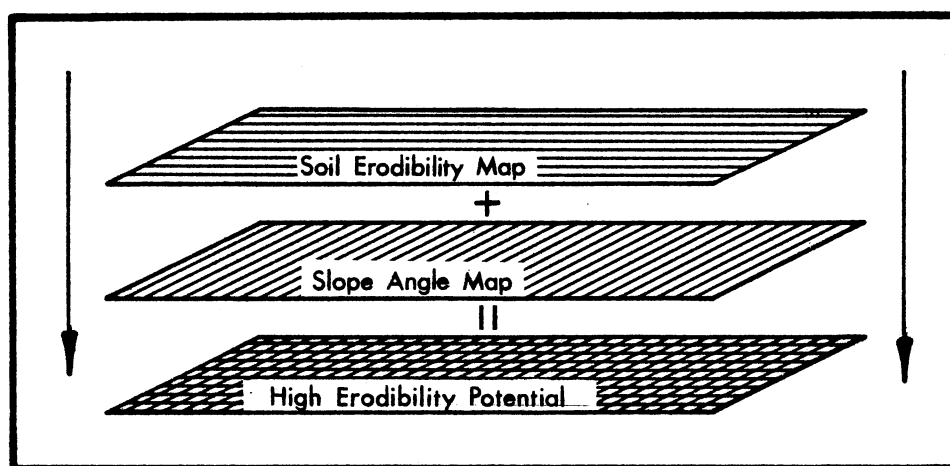 Soil Erodibility Map
+
Slope Angle Map
=
High Erodibility Potential